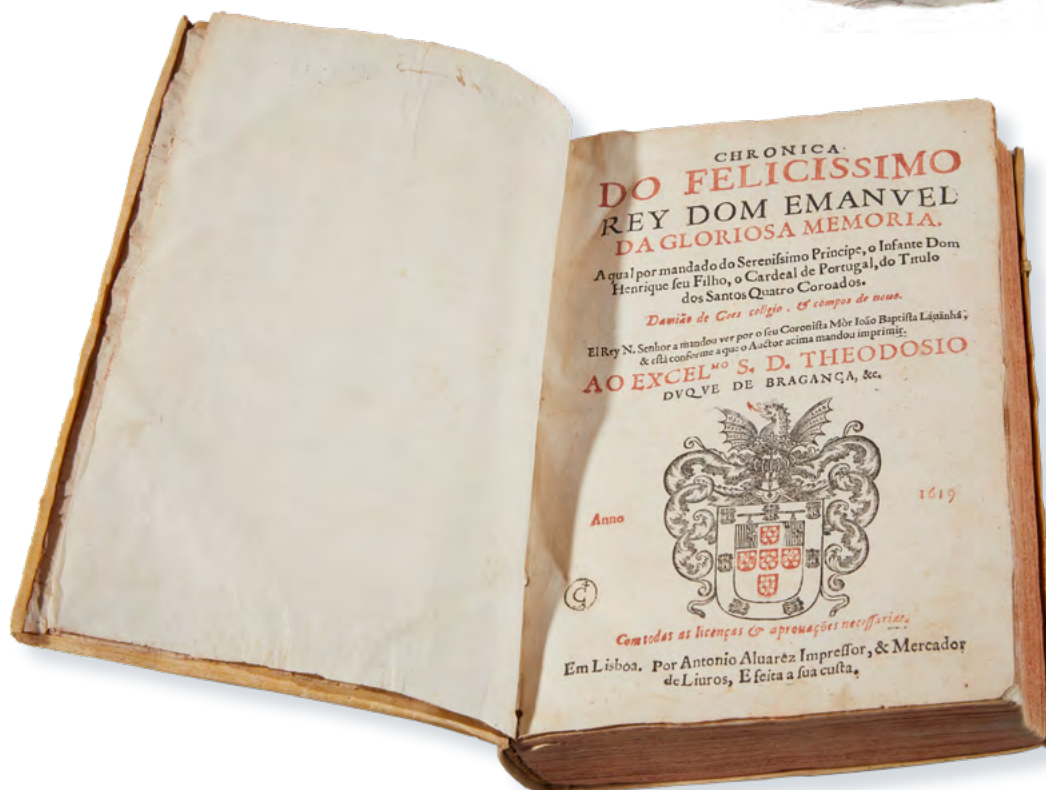 CHRONICA.
DO FELICISSIMO
REY DOM EMANVEL
DA GLORIOSA MEMORIA.
A qual por mandado do Sereniſsimo Principe, o Infante Dom
Henrique ſeu Filho, o Cardeal de Portugal, do Titulo
dos Santos Quatro Coroados.
Damião de Goes coligio, & compos de nouo.
El Rey N. Senhor a mandou ver por o ſeu Coroniſta Mòr Ioão Baptiſta Lauanha,
& eſtà conforme a que o Auctor acima mandou imprimir.
AO EXCELᴹᴼ S. D. THEODOSIO
DVQVE DE BRAGANÇA, &c.
Anno 1619
Com todas as licenças & aprouações neceſſarias.
Em Lisboa. Por Antonio Aluarez Impreſſor, & Mercador
de Liuros, E feita a ſua cuſta.